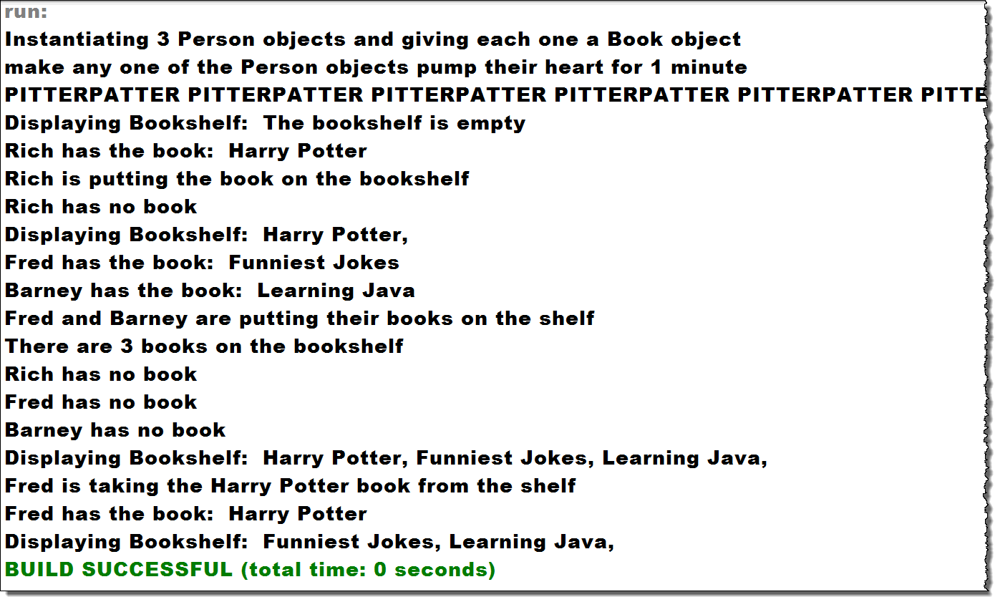 run:
Instantiating 3 Person objects and giving each one a Book object
make any one of the Person objects pump their heart for 1 minute
PITTERPATTER PITTERPATTER PITTERPATTER PITTERPATTER PITTERPATTER PITTE
Displaying Bookshelf:  The bookshelf is empty
Rich has the book:  Harry Potter
Rich is putting the book on the bookshelf
Rich has no book
Displaying Bookshelf:  Harry Potter,
Fred has the book:  Funniest Jokes
Barney has the book:  Learning Java
Fred and Barney are putting their books on the shelf
There are 3 books on the bookshelf
Rich has no book
Fred has no book
Barney has no book
Displaying Bookshelf:  Harry Potter, Funniest Jokes, Learning Java,
Fred is taking the Harry Potter book from the shelf
Fred has the book:  Harry Potter
Displaying Bookshelf:  Funniest Jokes, Learning Java,
BUILD SUCCESSFUL (total time: 0 seconds)